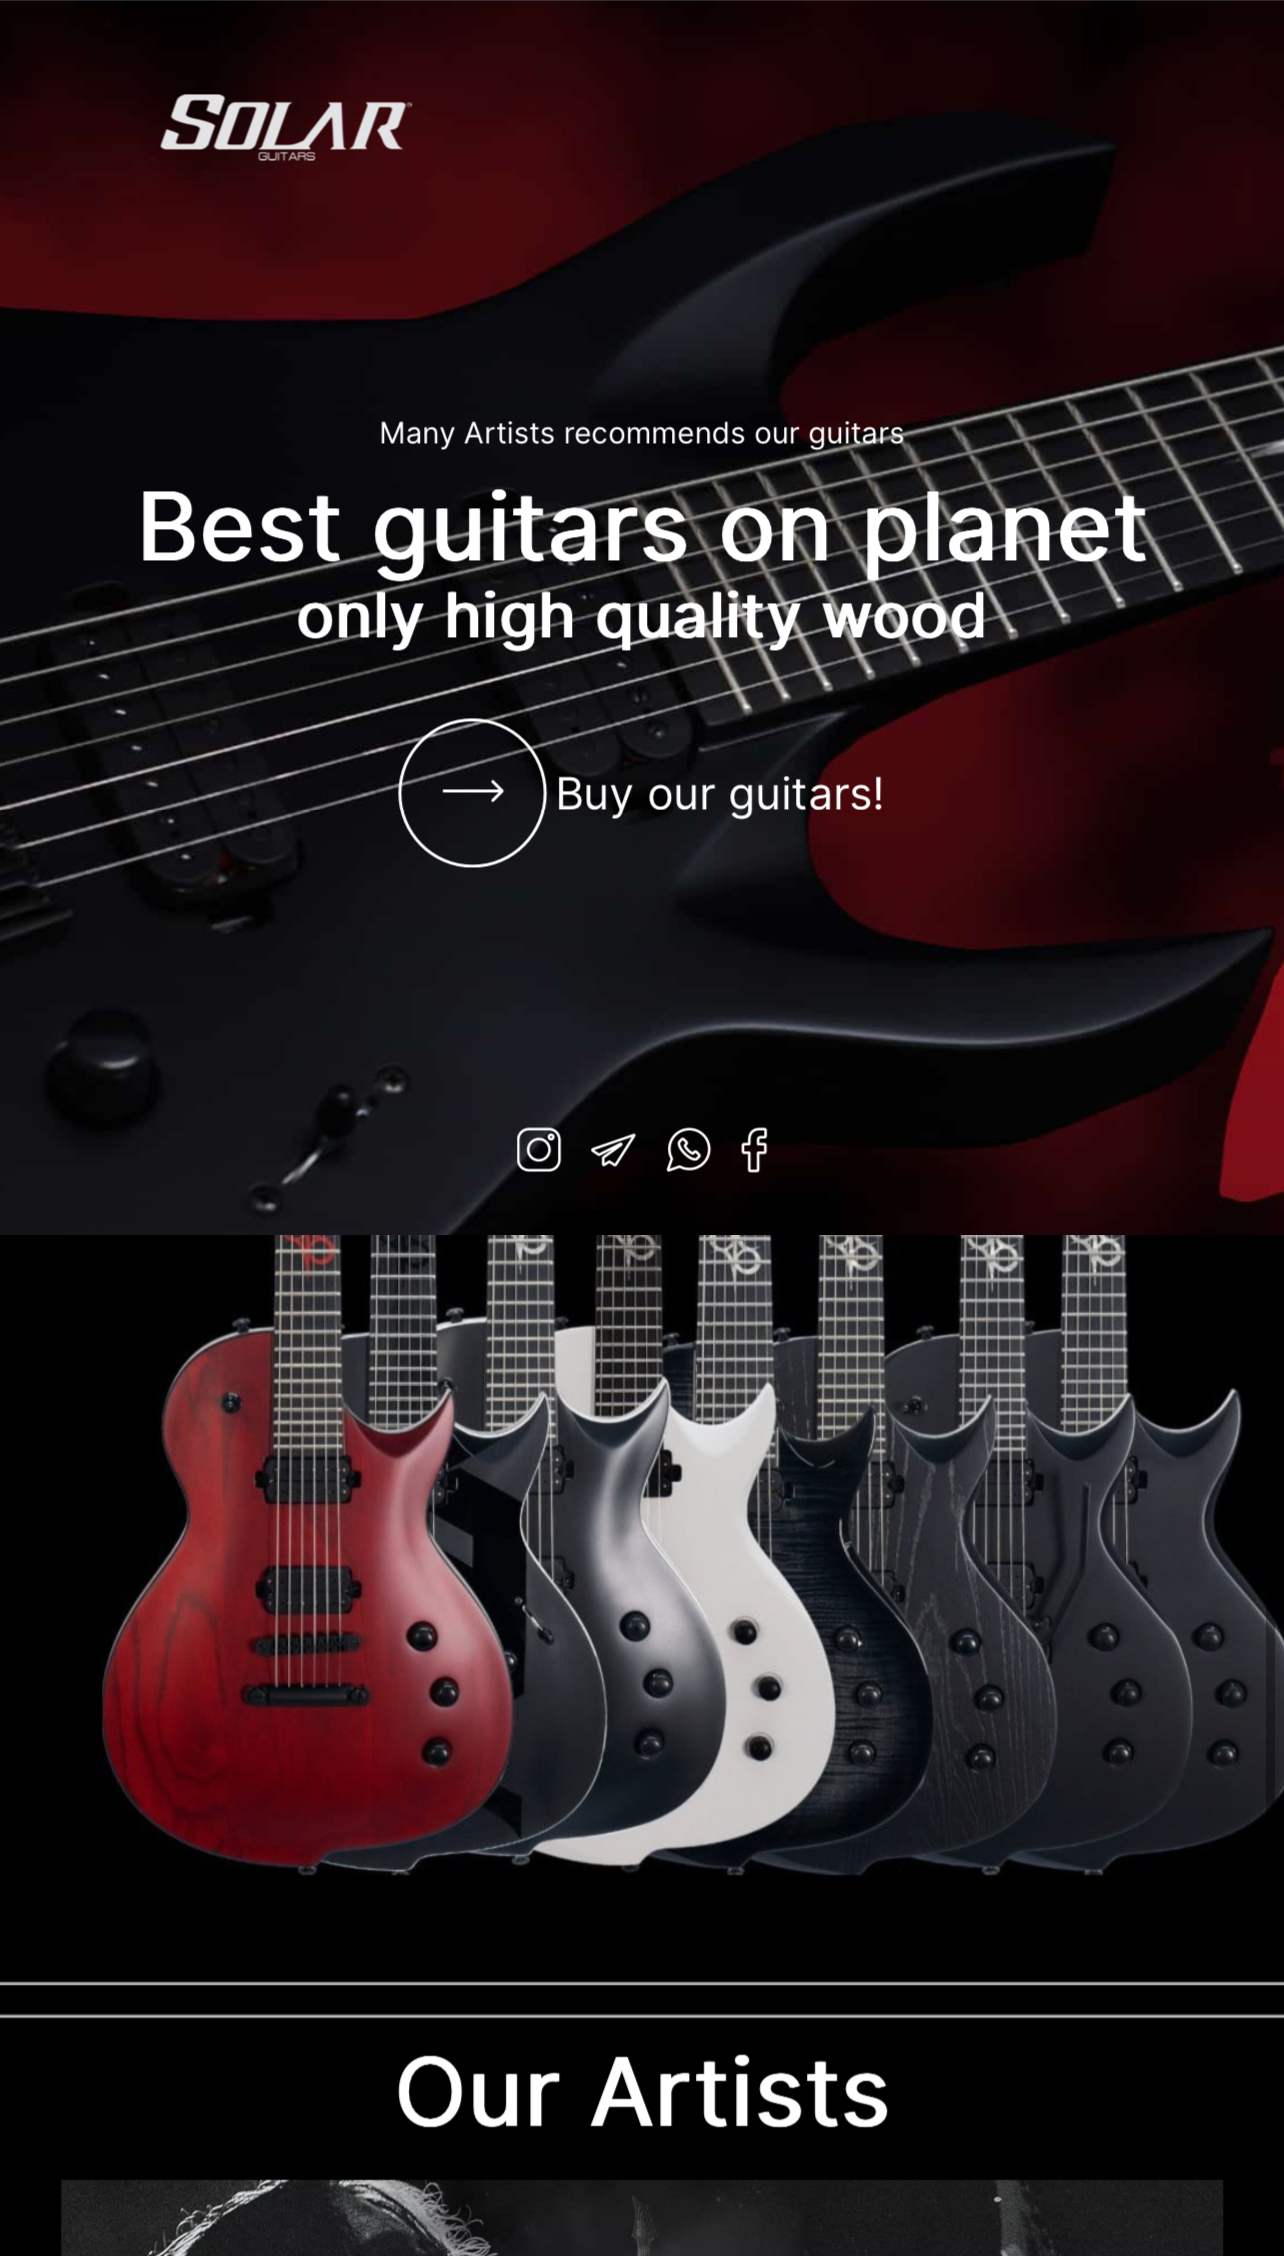 SOLAR
GUITARS
Many Artists recommends our guitars
Best guitars on planet
only high quality wood
Buy our guitars!
Our Artists